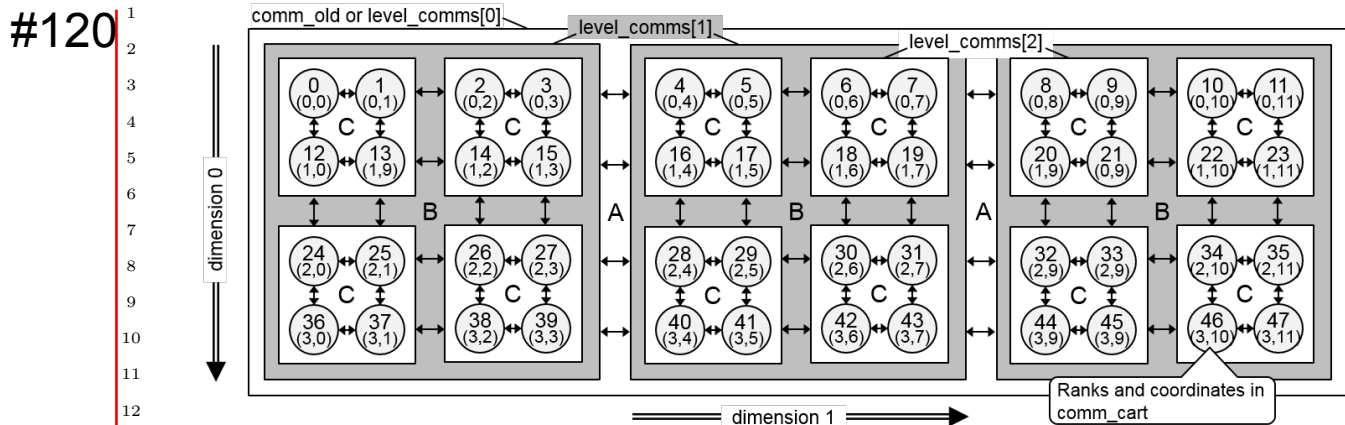 #120
1
2
3
4
5
6
7
8
9
10
11
12
comm_old or level_comms[0]
level_comms[1]
level_comms[2]
dimension 0
0 1 2 3 4 5 6 7 8 9 10 11
(0,0) (0,1) (0,2) (0,3) (0,4) (0,5) (0,6) (0,7) (0,8) (9,9) (0,10) (0,11)
C C C C C C
12 13 14 15 16 17 18 19 20 21 22 23
(1,0) (1,9) (1,2) (1,3) (1,4) (1,5) (1,6) (1,7) (1,9) (0,9) (1,10) (1,11)
B A B A B
24 25 26 27 28 29 30 31 32 33 34 35
(2,0) (2,1) (2,2) (2,3) (2,4) (2,5) (2,6) (2,7) (2,9) (2,9) (2,10) (2,11)
C C C C C C
36 37 38 39 40 41 42 43 44 45 46 47
(3,0) (3,1) (3,2) (3,3) (3,4) (3,5) (3,6) (3,7) (3,9) (3,9) (3,10) (3,11)
Ranks and coordinates in
comm_cart
dimension 1